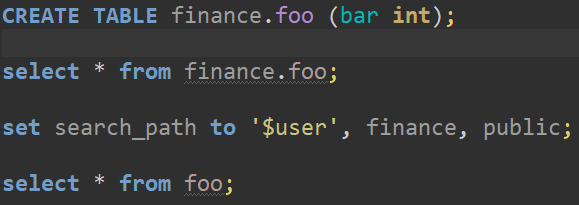 CREATE TABLE finance.foo (bar int);
select * from finance.foo;
set search_path to '$user', finance, public;
select * from foo;